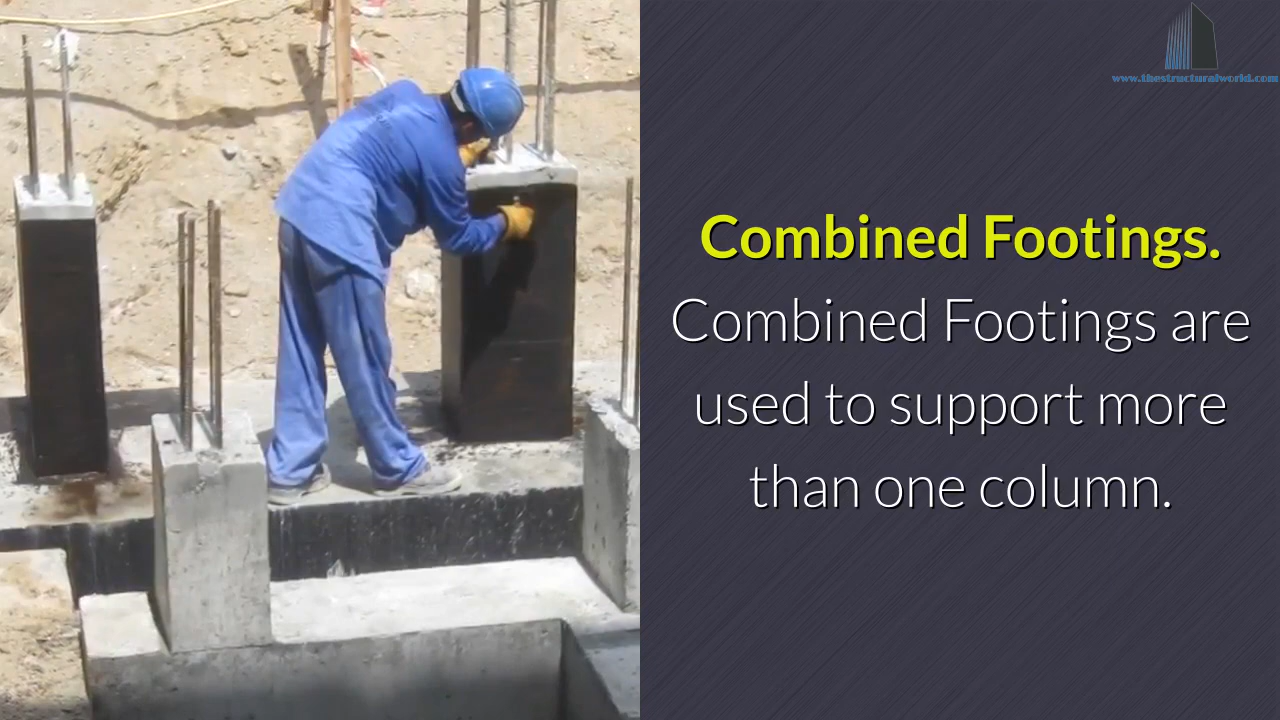 www.thestructuralworld.com
Combined Footings.
Combined Footings are
used to support more
than one column.